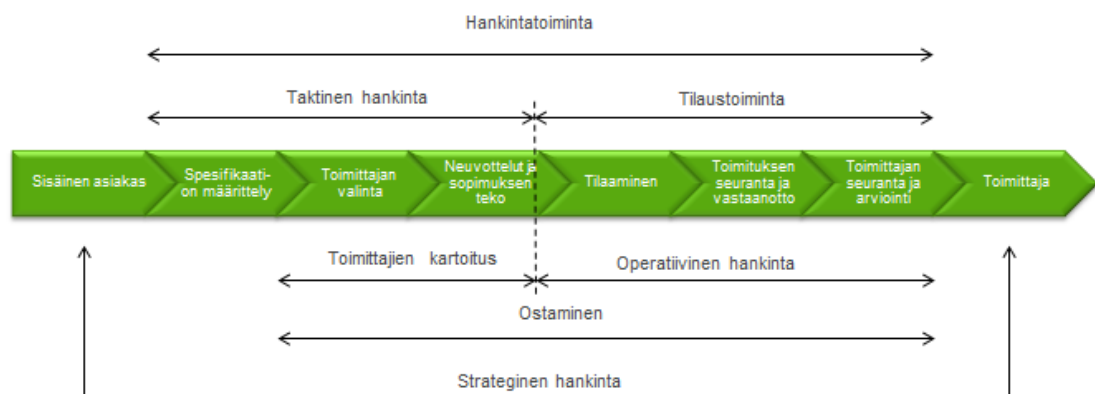 Hankintatoiminta
Taktinen hankinta
Tilaustoiminta
Sisäinen asiakas
Spesifikaati-
on määrittely
Toimittajan
valinta
Neuvottelut ja
sopimuksen
teko
Tilaaminen
Toimituksen
seuranta ja
vastaanotto
Toimittajan
seuranta ja
arviointi
Toimittaja
Toimittajien kartoitus
Operatiivinen hankinta
Ostaminen
Strateginen hankinta